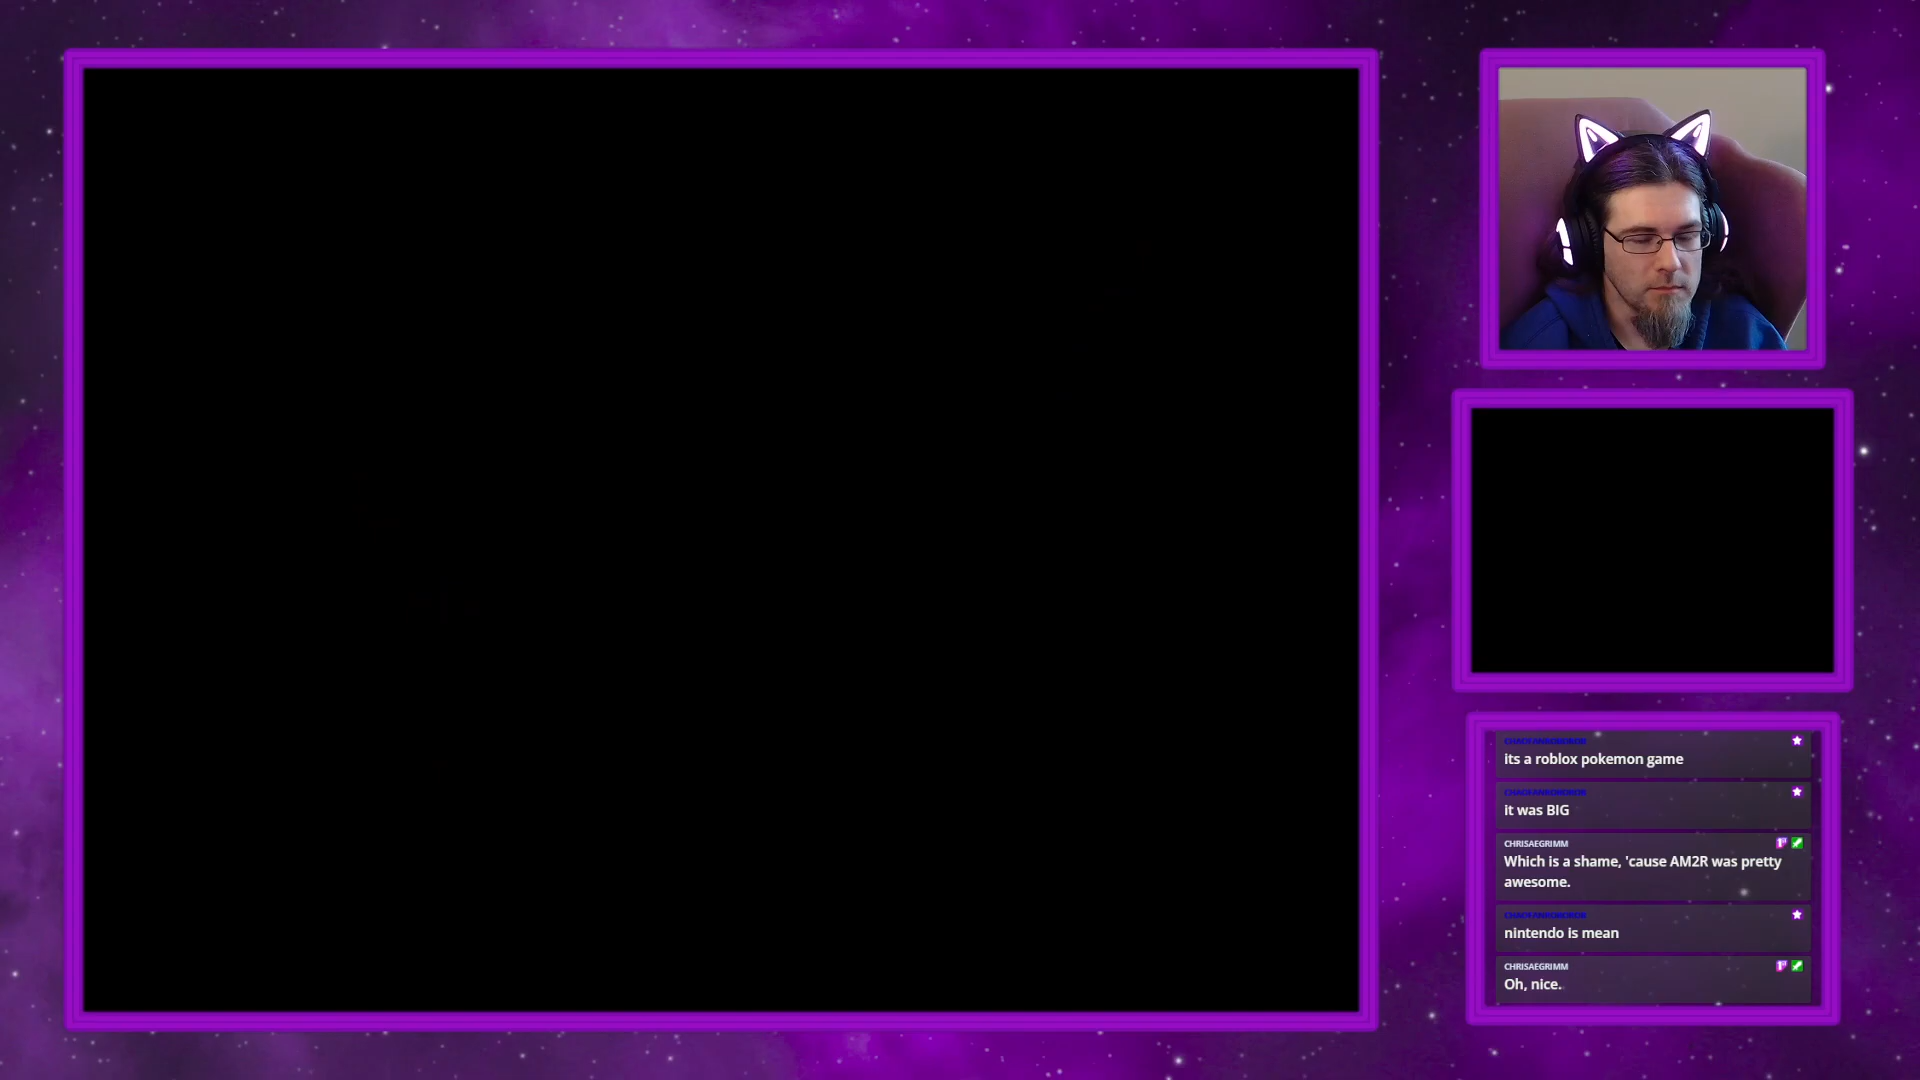 its a roblox pokemon game
it was BIG
CHRISAEGRIMM
Which is a shame, 'cause AM2R was pretty
awesome.
nintendo is mean
CHRISAEGRIMM
Oh, nice.